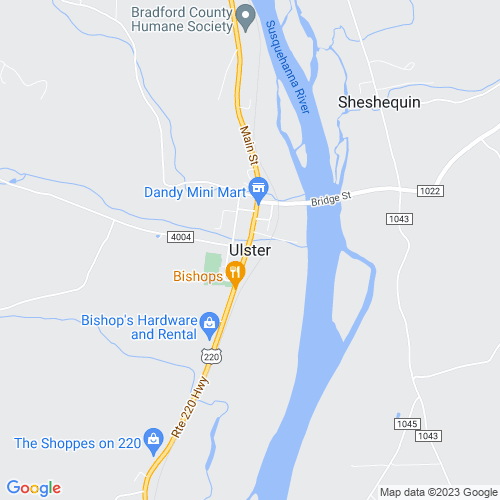 Bradford County
Humane Society
Susquehanna River
Sheshequin
Main St
Dandy Mini Mart
Bridge St
1022
1043
4004
Ulster
Bishops
Bishop's Hardware
and Rental
220
Rte 220 Hwy
1045
1043
The Shoppes on 220
Google
Map data ©2023 Google